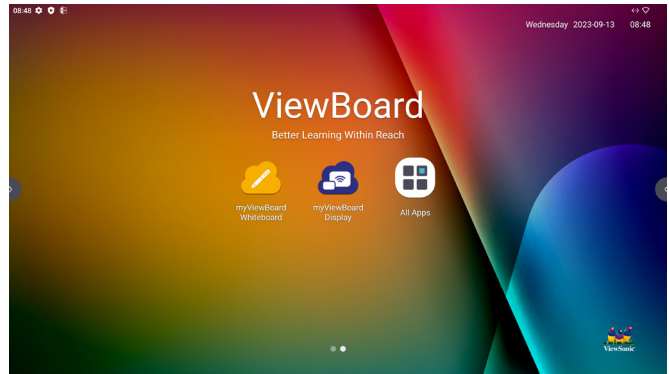 08:48
Wednesday 2023-09-13 08:48
ViewBoard
Better Learning Within Reach
myViewBoard
Whiteboard
myViewBoard
Display
All Apps
ViewSonic